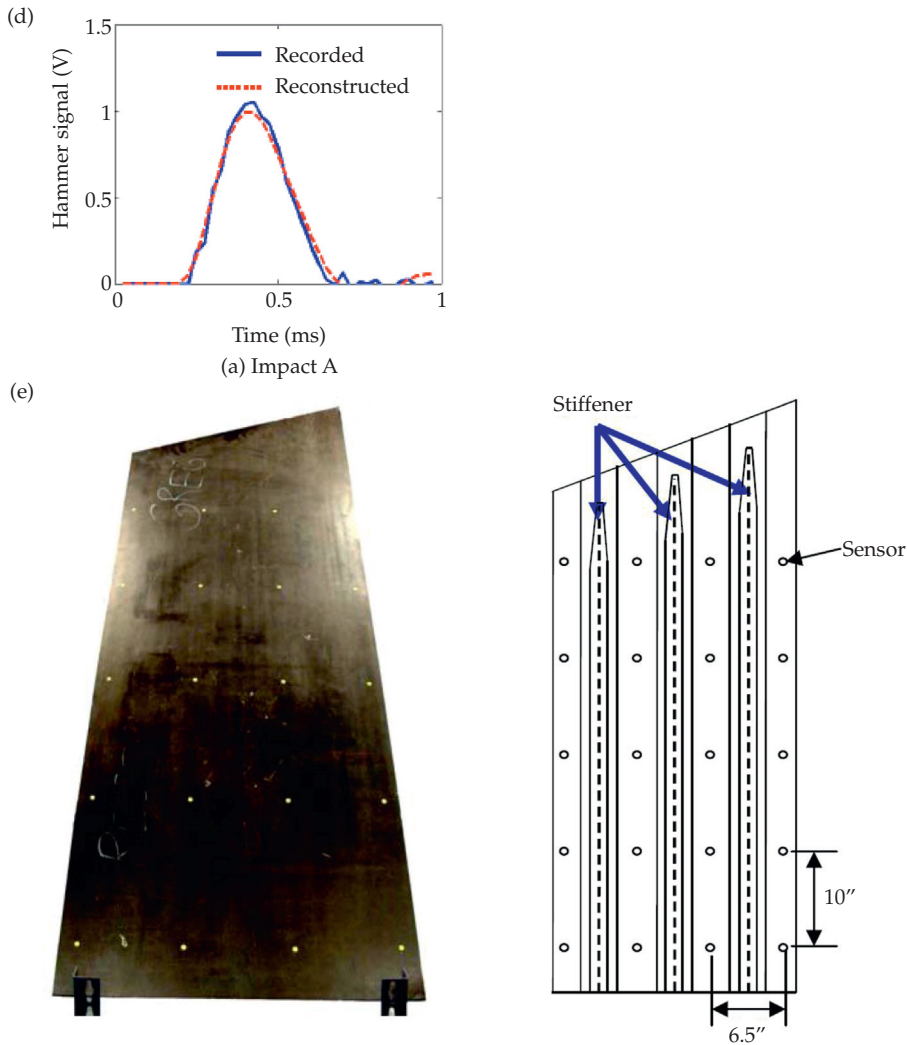 (d)
1.5
1
0.5
0
Hammer signal (V)
Recorded
Reconstructed
0
0.5
1
Time (ms)
(a) Impact A
(e)
GREG
Stiffener
Sensor
10″
6.5″